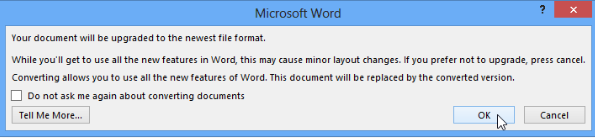 Microsoft Word
?
Your document will be upgraded to the newest file format.
While you'll get to use all the new features in Word, this may cause minor layout changes. If you prefer not to upgrade, press cancel.
Converting allows you to use all the new features of Word. This document will be replaced by the converted version.
Do not ask me again about converting documents
Tell Me More... OK Cancel